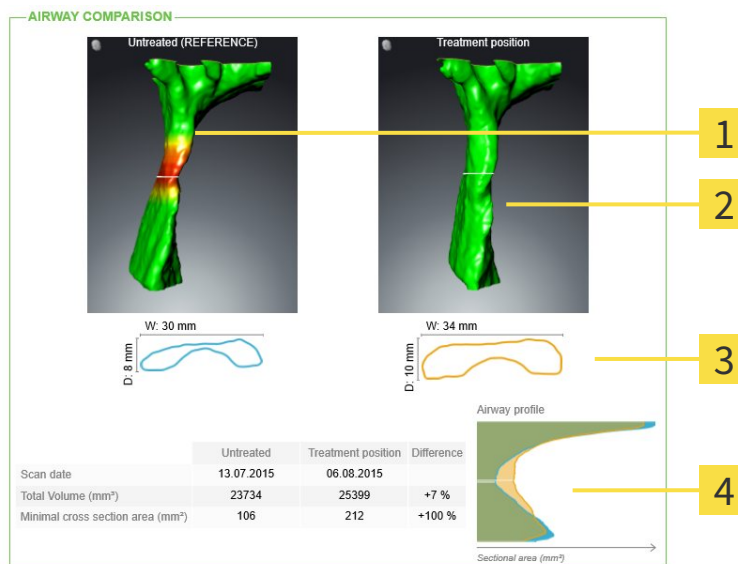 AIRWAY COMPARISON
Untreated (REFERENCE)
Treatment position
1
2
W: 30 mm
D: 8 mm
W: 34 mm
D: 10 mm
3
Airway profile
Untreated Treatment position Difference
Scan date 13.07.2015 06.08.2015
Total Volume (mm³) 23734 25399 +7 %
Minimal cross section area (mm²) 106 212 +100 %
4
Sectional area (mm²)